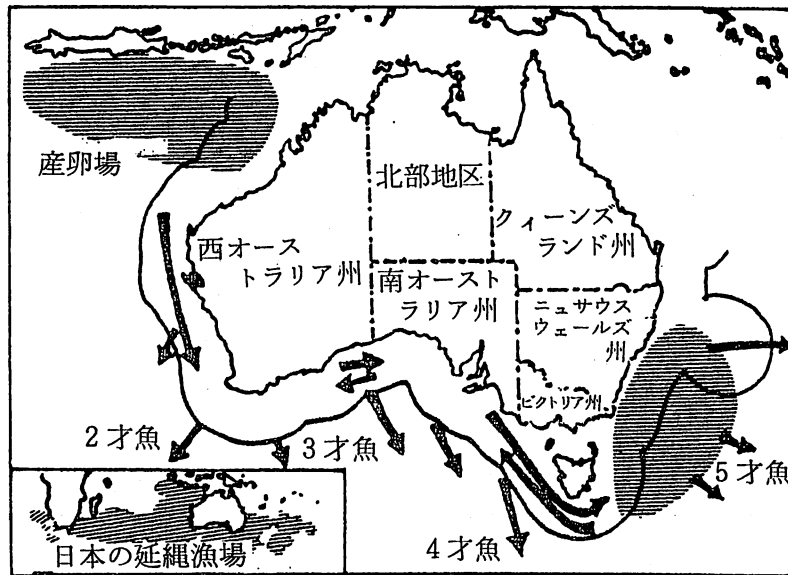 産卵場
北部地区
西オース
トラリア州
クィーンズ
ランド州
南オースト
ラリア州
ニュサウス
ウェールズ
州
ビクトリア州
2才魚
3才魚
4才魚
5才魚
日本の延縄漁場